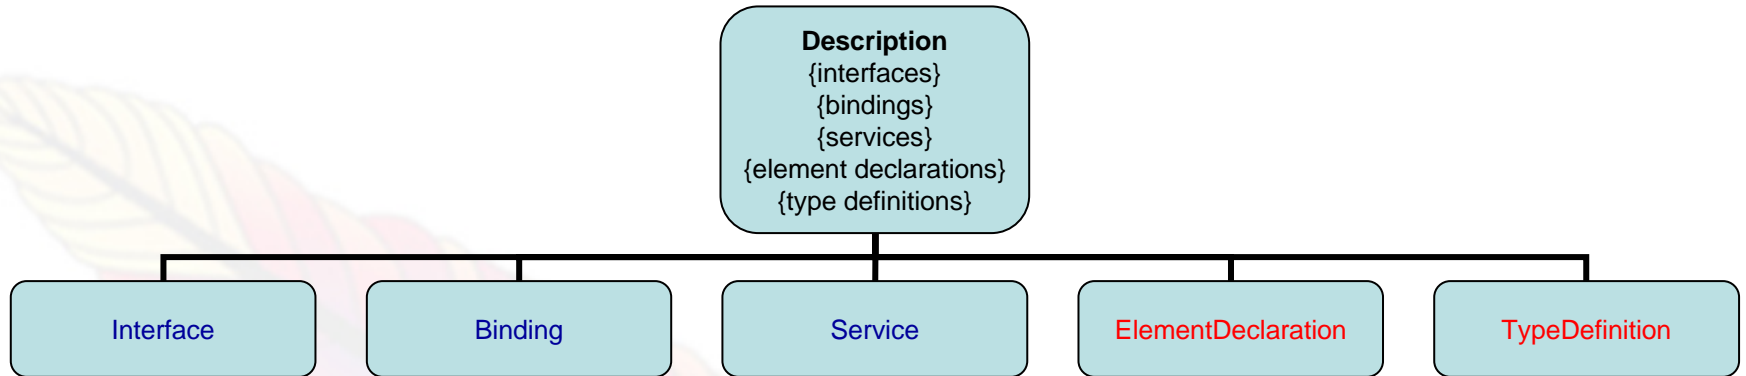 Description
{interfaces}
{bindings}
{services}
{element declarations}
{type definitions}
Interface
Binding
Service
ElementDeclaration
TypeDefinition